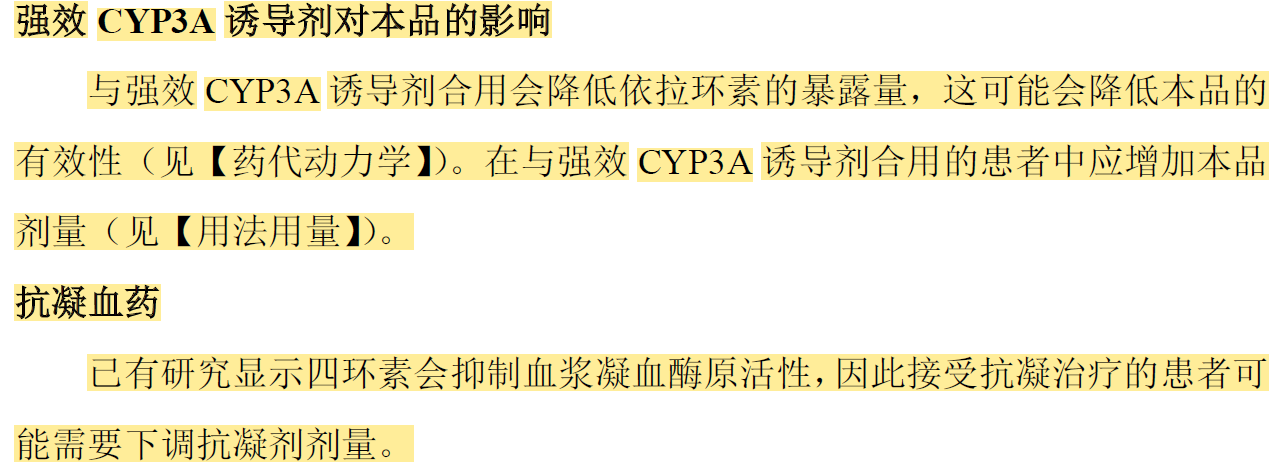 强效 CYP3A 诱导剂对本品的影响
与强效 CYP3A 诱导剂合用会降低依拉环素的暴露量，这可能会降低本品的
有效性（见【药代动力学】）。在与强效 CYP3A 诱导剂合用的患者中应增加本品
剂量（见【用法用量】）。
抗凝血药
已有研究显示四环素会抑制血浆凝血酶原活性，因此接受抗凝治疗的患者可
能需要下调抗凝剂剂量。